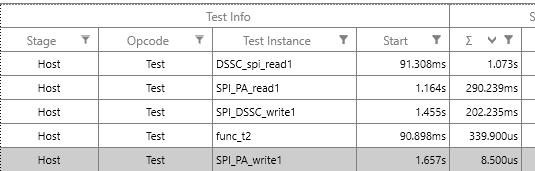 Test Info S
Stage Opcode Test Instance Start Σ
Host Test DSSC_spi_read1 91.308ms 1.073s
Host Test SPI_PA_read1 1.164s 290.239ms
Host Test SPI_DSSC_write1 1.455s 202.235ms
Host Test func_t2 90.898ms 339.900us
Host Test SPI_PA_write1 1.657s 8.500us